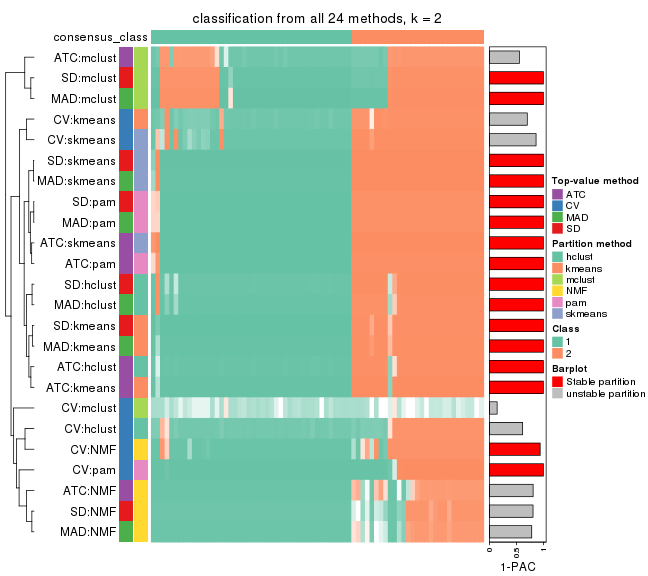 classification from all 24 methods, k = 2
consensus_class
ATC:mclust
SD:mclust
MAD:mclust
CV:kmeans
CV:skmeans
SD:skmeans
MAD:skmeans
SD:pam
MAD:pam
ATC:skmeans
ATC:pam
SD:hclust
MAD:hclust
SD:kmeans
MAD:kmeans
ATC:hclust
ATC:kmeans
CV:mclust
CV:hclust
CV:NMF
CV:pam
ATC:NMF
SD:NMF
MAD:NMF
0
0.5
1
1-PAC
Top-value method
ATC
CV
MAD
SD
Partition method
hclust
kmeans
mclust
NMF
pam
skmeans
Class
1
2
Barplot
Stable partition
unstable partition